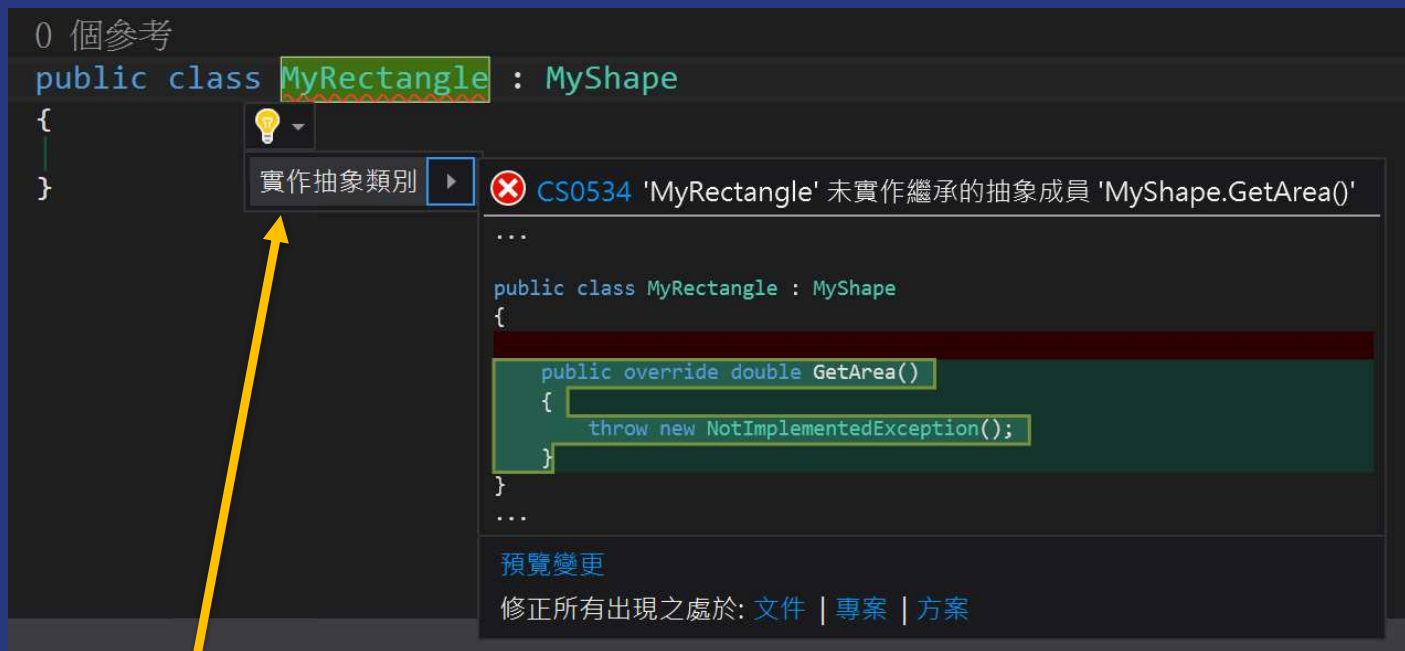 0 個參考
public class MyRectangle : MyShape
{
}
實作抽象類別
CS0534 'MyRectangle' 未實作繼承的抽象成員 'MyShape.GetArea()'
...
public class MyRectangle : MyShape
{
public override double GetArea()
{
throw new NotImplementedException();
}
}
...
預覽變更
修正所有出現之處於: 文件 | 專案 | 方案